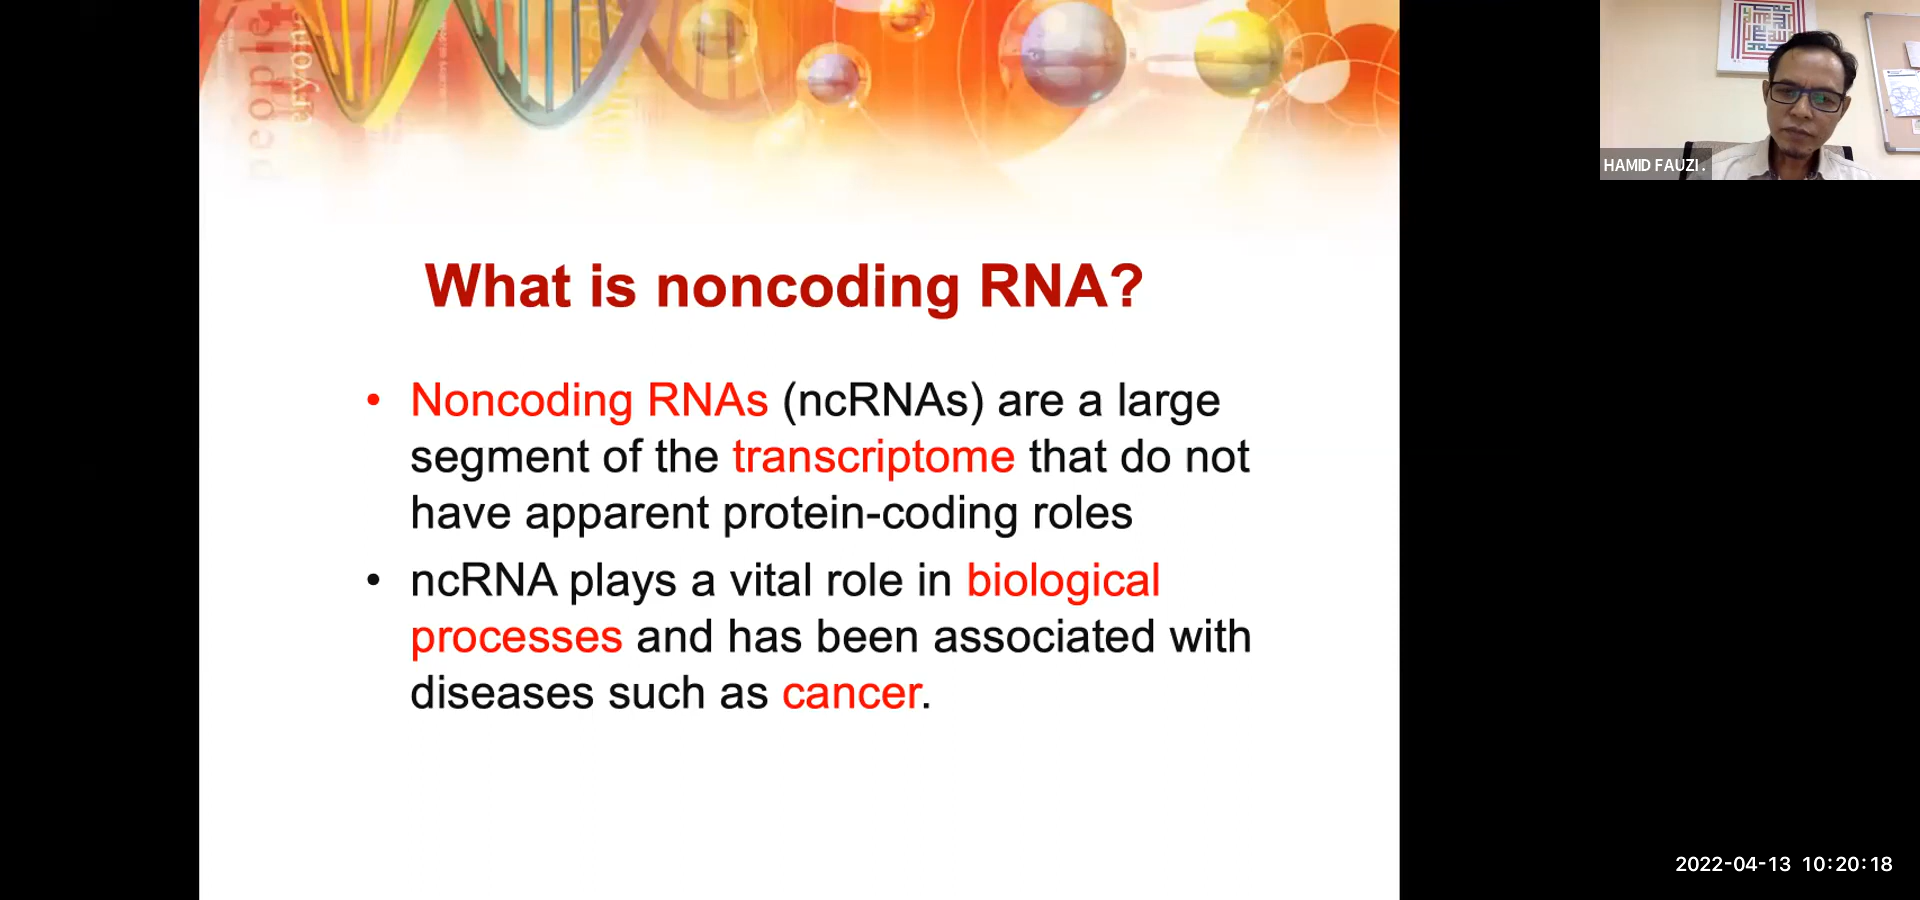 people
eryone
What is noncoding RNA?
• Noncoding RNAs (ncRNAs) are a large
segment of the transcriptome that do not
have apparent protein-coding roles
• ncRNA plays a vital role in biological
processes and has been associated with
diseases such as cancer.
HAMID FAUZI .
2022-04-13 10:20:18